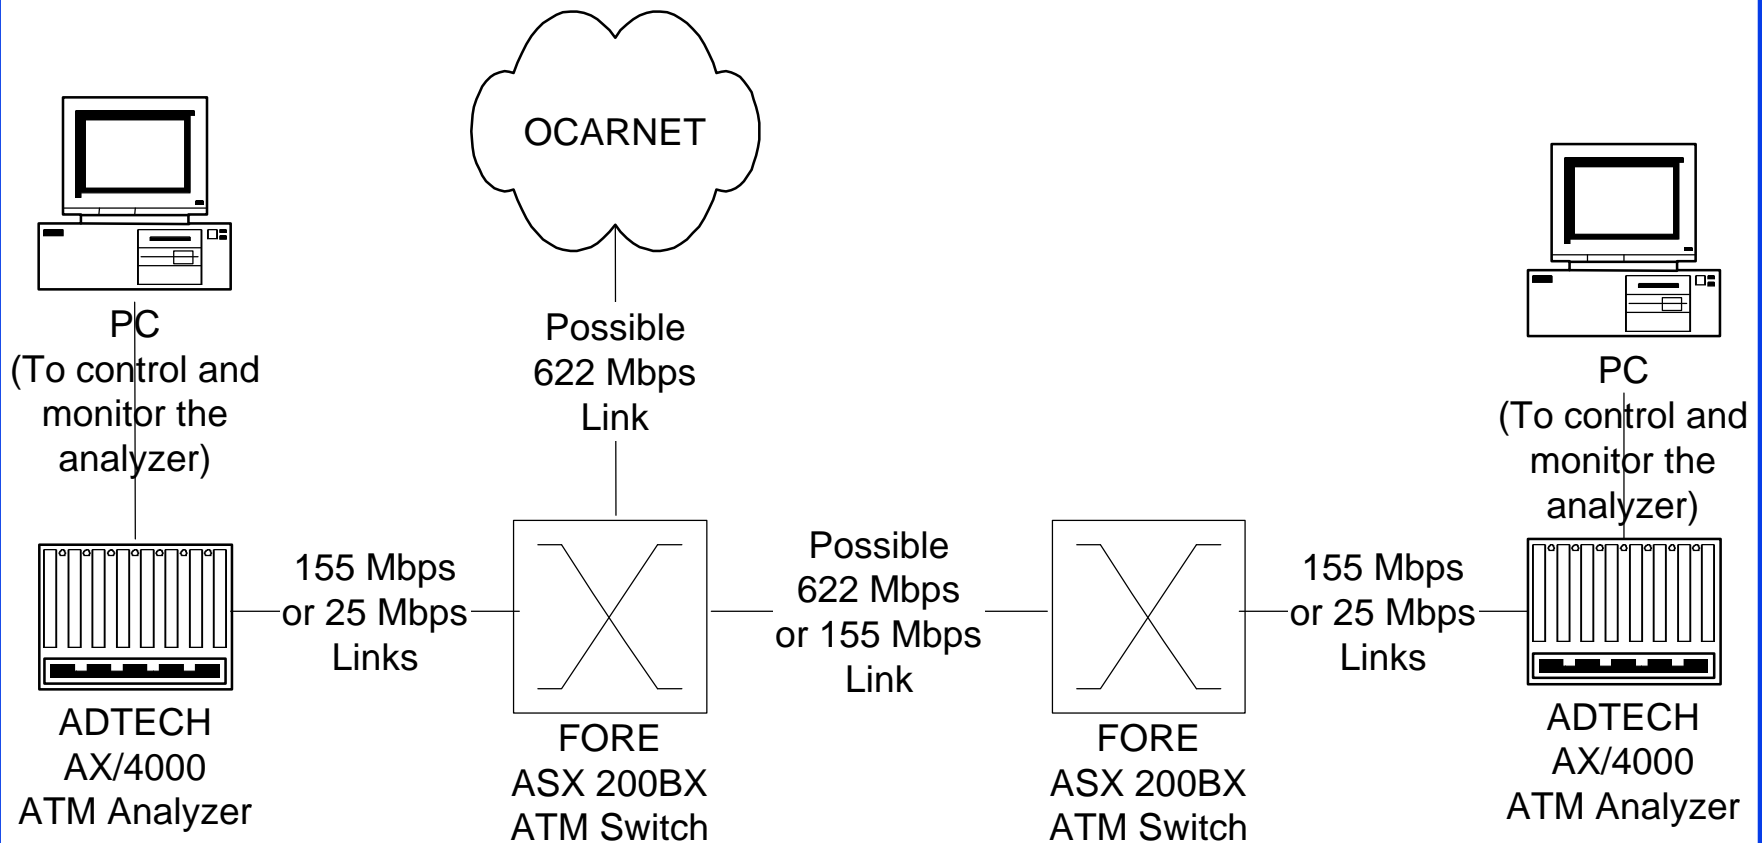 OCARNET
PC
(To control and
monitor the
analyzer)
Possible
622 Mbps
Link
PC
(To control and
monitor the
analyzer)
155 Mbps
or 25 Mbps
Links
Possible
622 Mbps
or 155 Mbps
Link
155 Mbps
or 25 Mbps
Links
ADTECH
AX/4000
ATM Analyzer
FORE
ASX 200BX
ATM Switch
FORE
ASX 200BX
ATM Switch
ADTECH
AX/4000
ATM Analyzer